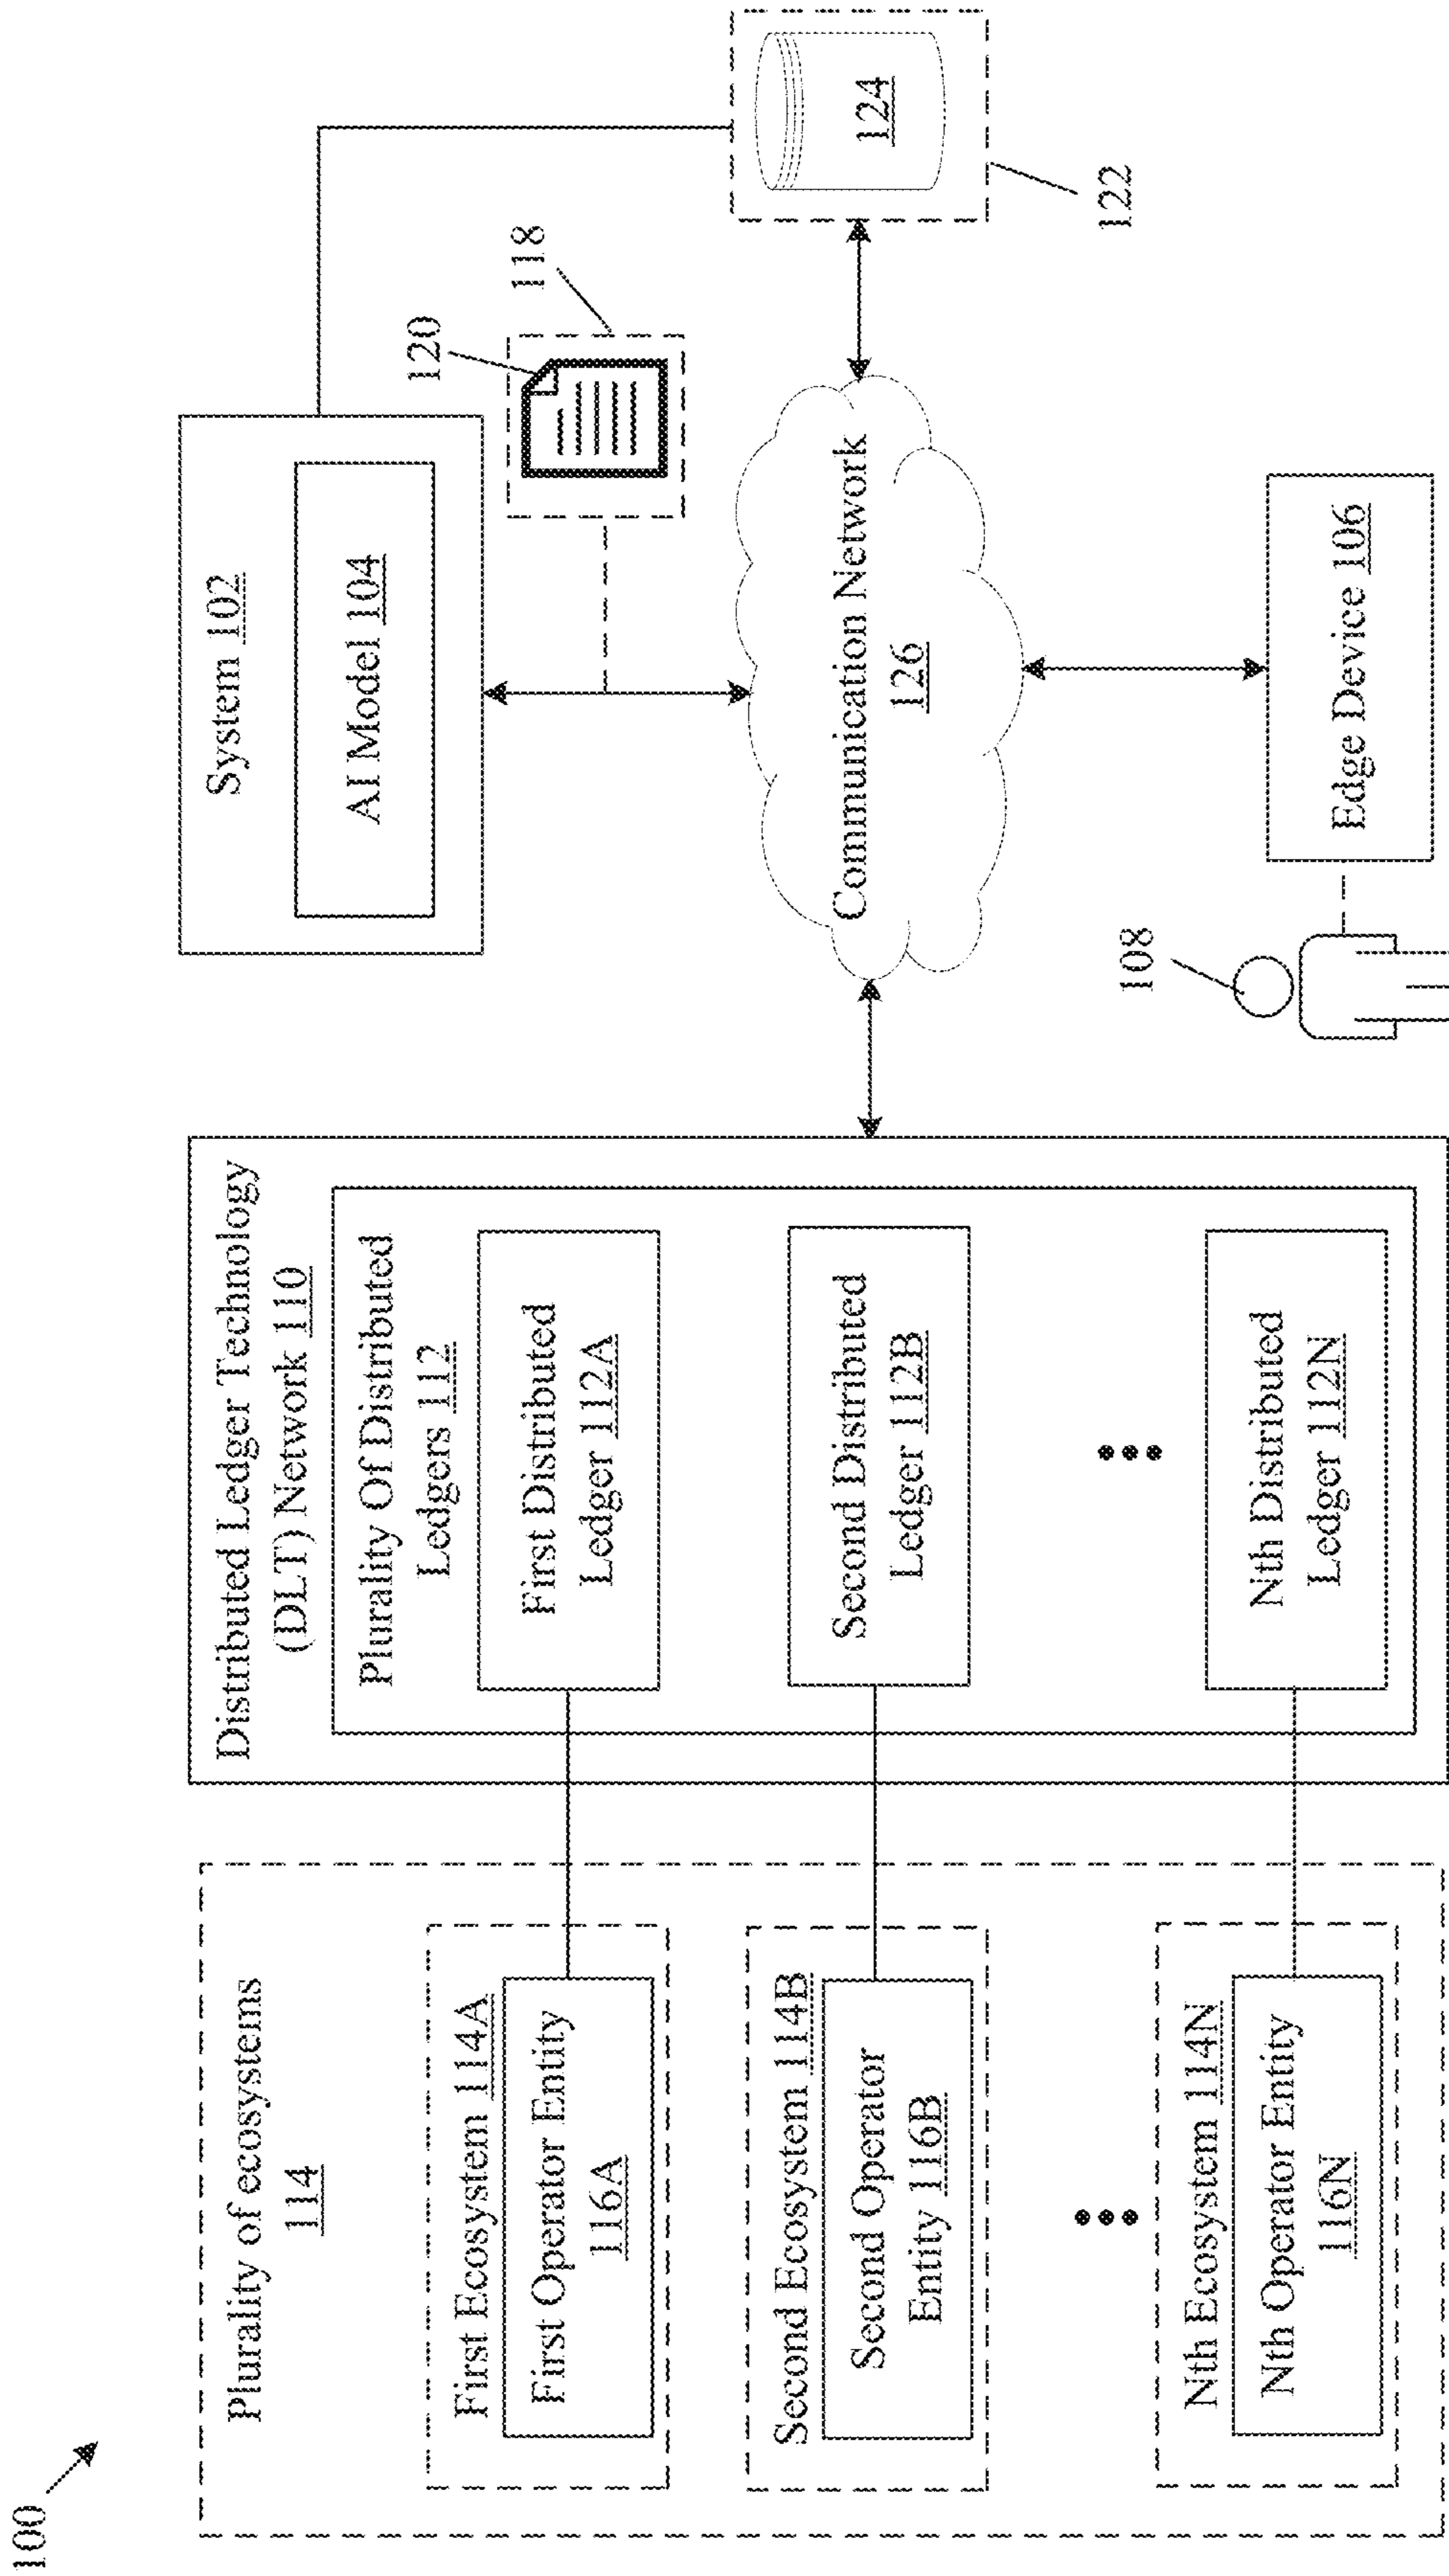 100
Plurality of ecosystems
114
First Ecosystem 114A
First Operator Entity
116A
Second Ecosystem 114B
Second Operator
Entity 116B
Nth Ecosystem 114N
Nth Operator Entity
116N
Distributed Ledger Technology
(DLT) Network 110
Plurality Of Distributed
Ledgers 112
First Distributed
Ledger 112A
Second Distributed
Ledger 112B
Nth Distributed
Ledger 112N
System 102
AI Model 104
120
118
Communication Network
126
124
122
108
Edge Device 106